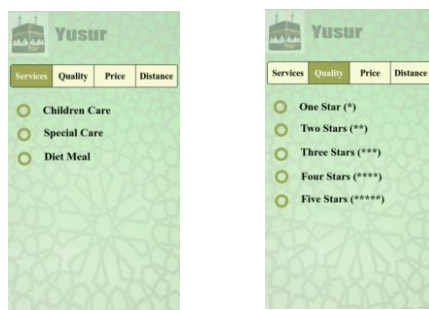 Yusur
Services Quality Price Distance
Children Care
Special Care
Diet Meal
Yusur
Services Quality Price Distance
One Star (*)
Two Stars (**)
Three Stars (***)
Four Stars (****)
Five Stars (*****)